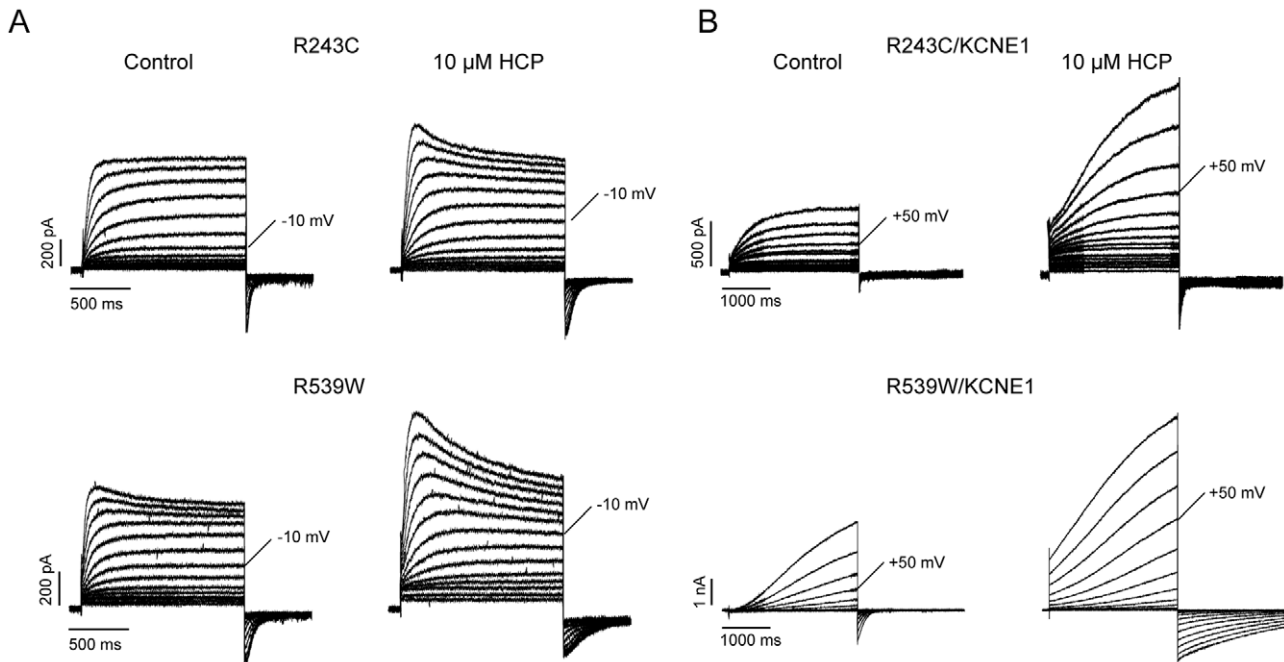 A
R243C
Control
10 µM HCP
-10 mV
-10 mV
200 pA
500 ms
R539W
-10 mV
-10 mV
200 pA
500 ms
B
R243C/KCNE1
Control
10 µM HCP
+50 mV
+50 mV
500 pA
1000 ms
R539W/KCNE1
+50 mV
+50 mV
1 nA
1000 ms